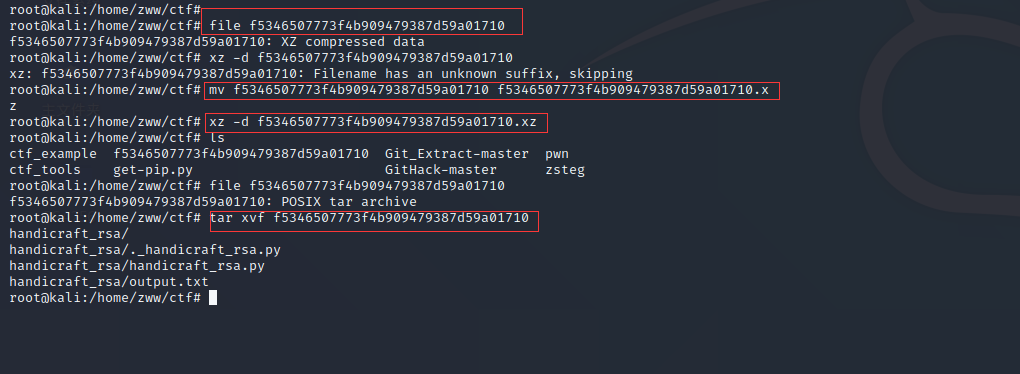 root@kali:/home/zww/ctf#
root@kali:/home/zww/ctf# file f5346507773f4b909479387d59a01710
f5346507773f4b909479387d59a01710: XZ compressed data
root@kali:/home/zww/ctf# xz -d f5346507773f4b909479387d59a01710
xz: f5346507773f4b909479387d59a01710: Filename has an unknown suffix, skipping
root@kali:/home/zww/ctf# mv f5346507773f4b909479387d59a01710 f5346507773f4b909479387d59a01710.x
z
root@kali:/home/zww/ctf# xz -d f5346507773f4b909479387d59a01710.xz
root@kali:/home/zww/ctf# ls
ctf_example  f5346507773f4b909479387d59a01710  Git_Extract-master  pwn
ctf_tools    get-pip.py                        GitHack-master      zsteg
root@kali:/home/zww/ctf# file f5346507773f4b909479387d59a01710
f5346507773f4b909479387d59a01710: POSIX tar archive
root@kali:/home/zww/ctf# tar xvf f5346507773f4b909479387d59a01710
handicraft_rsa/
handicraft_rsa/._handicraft_rsa.py
handicraft_rsa/handicraft_rsa.py
handicraft_rsa/output.txt
root@kali:/home/zww/ctf#